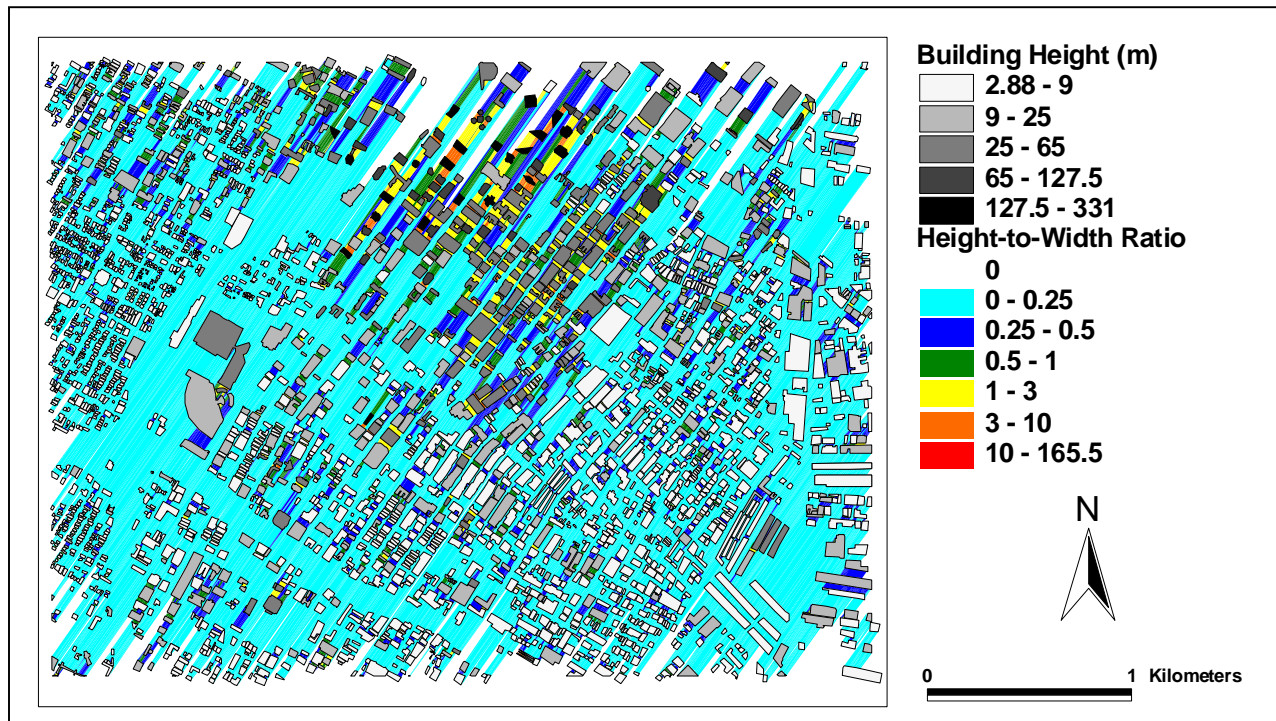 Building Height (m)
2.88 - 9
9 - 25
25 - 65
65 - 127.5
127.5 - 331
Height-to-Width Ratio
0
0 - 0.25
0.25 - 0.5
0.5 - 1
1 - 3
3 - 10
10 - 165.5
N
0 1 Kilometers